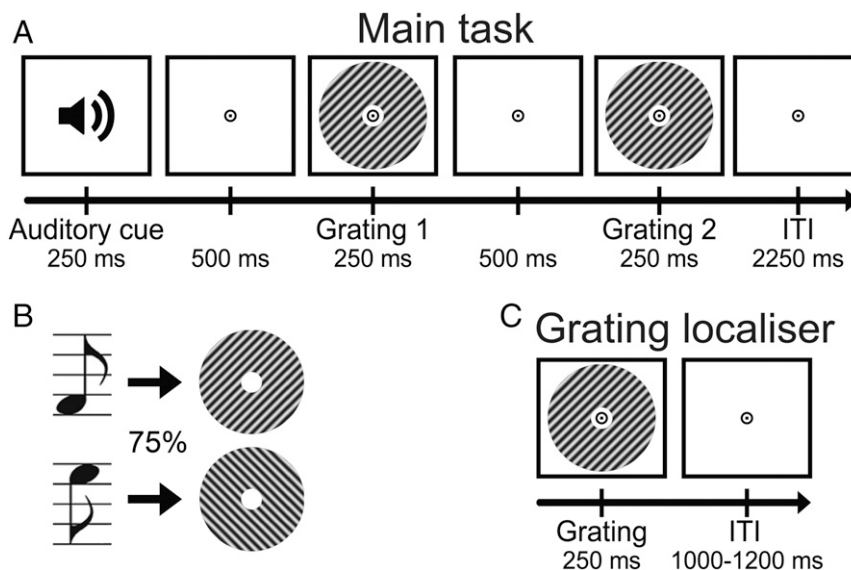 A
Main task
Auditory cue
250 ms
500 ms
Grating 1
250 ms
500 ms
Grating 2
250 ms
ITI
2250 ms
B
75%
C
Grating localiser
Grating
250 ms
ITI
1000-1200 ms